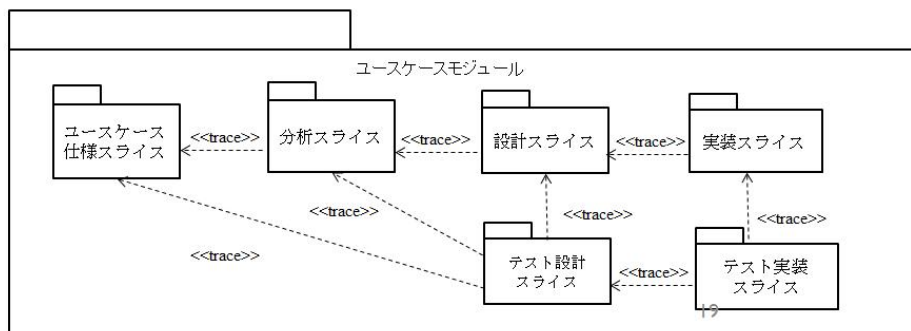 ユースケースモジュール
ユースケース
仕様スライス
<<trace>>
分析スライス
<<trace>>
設計スライス
<<trace>>
実装スライス
<<trace>>
<<trace>>
<<trace>>
<<trace>>
テスト設計
スライス
<<trace>>
テスト実装
スライス
19